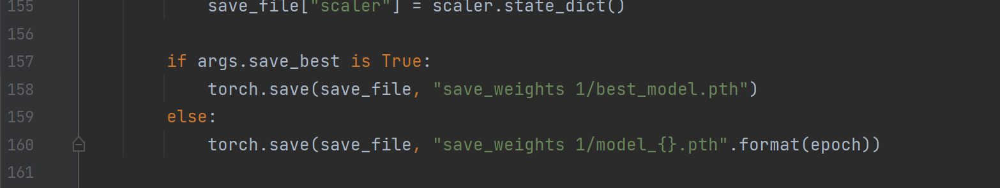 155 save_file["scaler"] = scaler.state_dict()
156
157 if args.save_best is True:
158 torch.save(save_file, "save_weights 1/best_model.pth")
159 else:
160 torch.save(save_file, "save_weights 1/model_{}.pth".format(epoch))
161